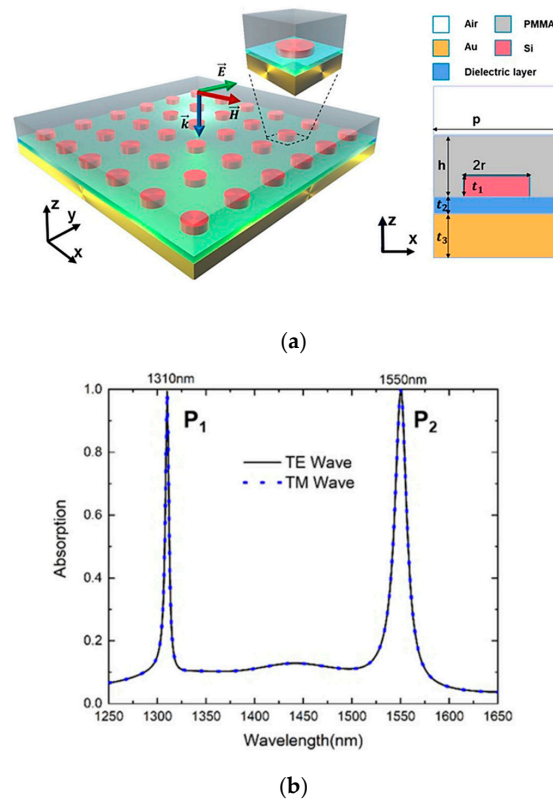 Air
PMMA
Au
Si
Dielectric layer
E
H
k
z
y
x
p
h
2r
t₁
t₂
t₃
z
x
(a)
1310nm
1550nm
P₁
P₂
TE Wave
TM Wave
Absorption
1.0
0.8
0.6
0.4
0.2
0.0
1250 1300 1350 1400 1450 1500 1550 1600 1650
Wavelength(nm)
(b)